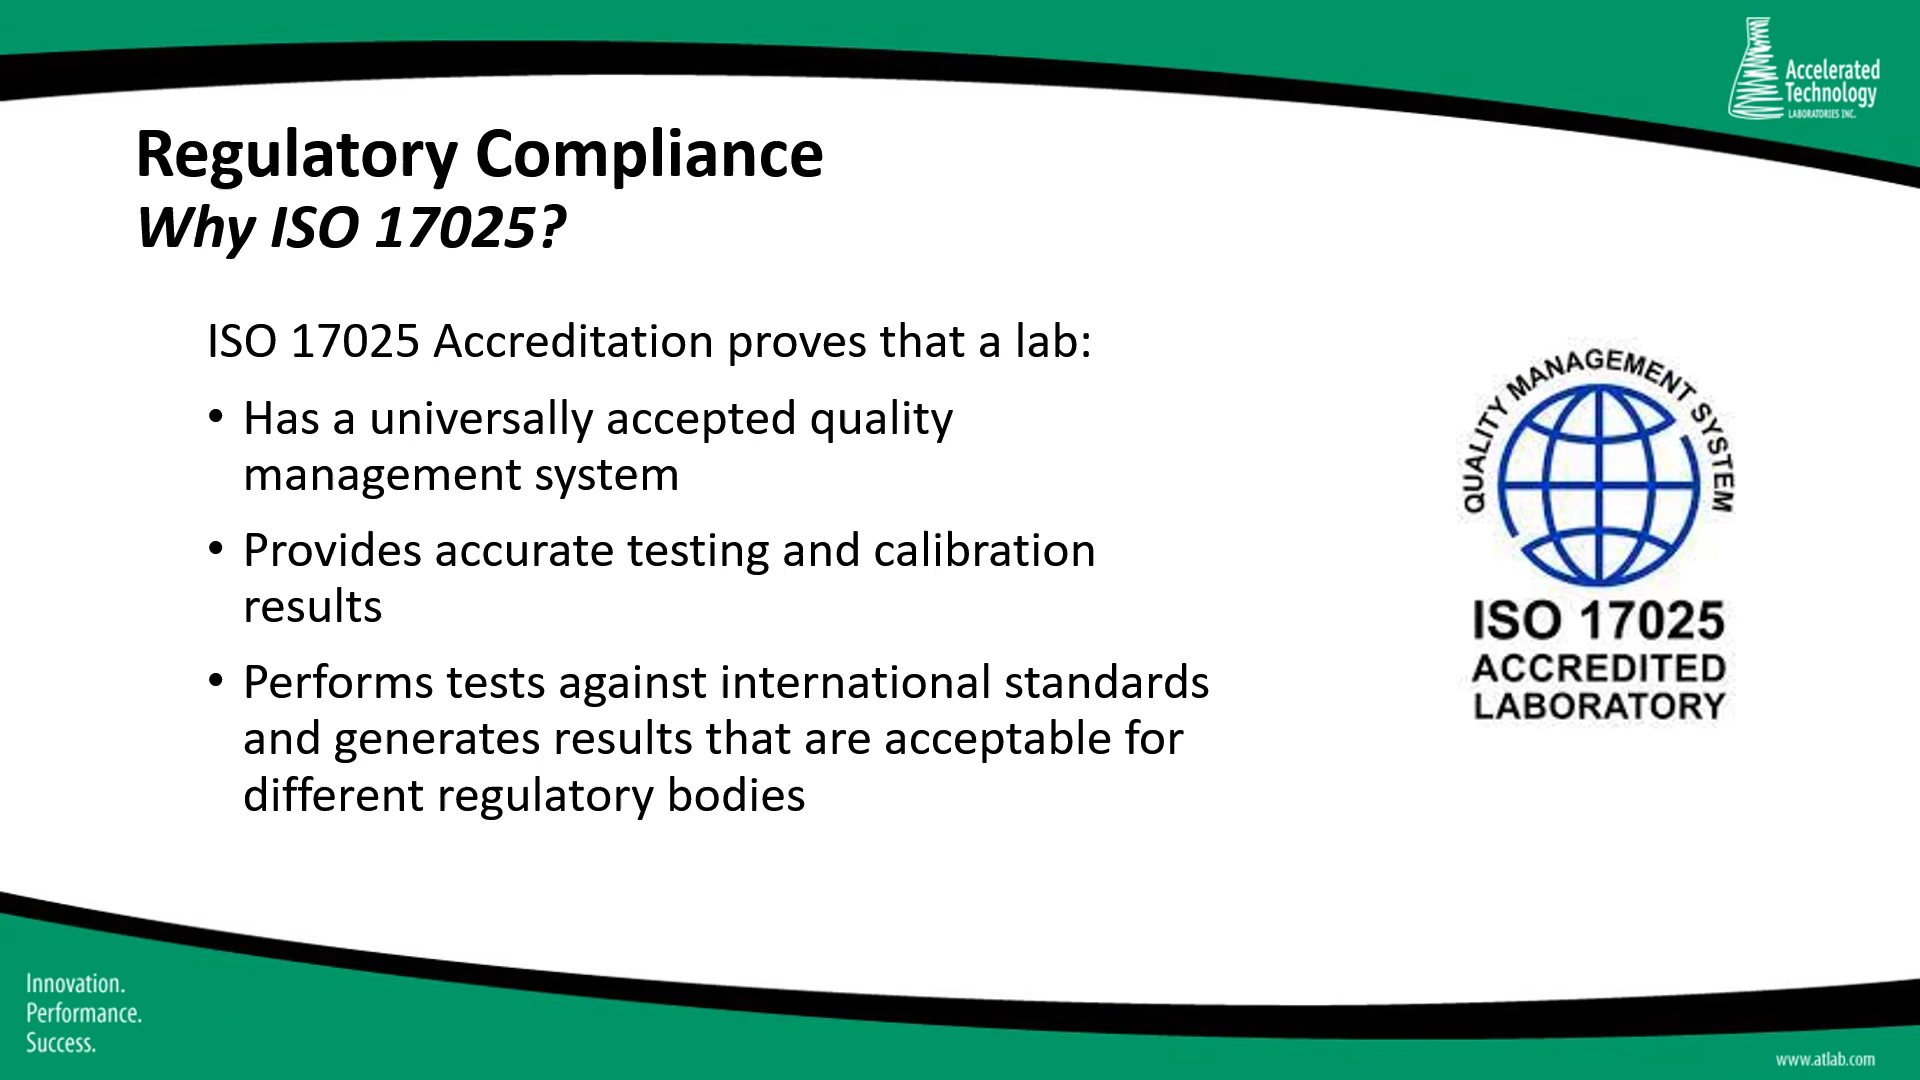 Accelerated
Technology
LABORATORIES INC.
Regulatory Compliance
Why ISO 17025?
ISO 17025 Accreditation proves that a lab:
• Has a universally accepted quality
management system
• Provides accurate testing and calibration
results
• Performs tests against international standards
and generates results that are acceptable for
different regulatory bodies
QUALITY MANAGEMENT SYSTEM
ISO 17025
ACCREDITED
LABORATORY
Innovation.
Performance.
Success.
www.atlab.com